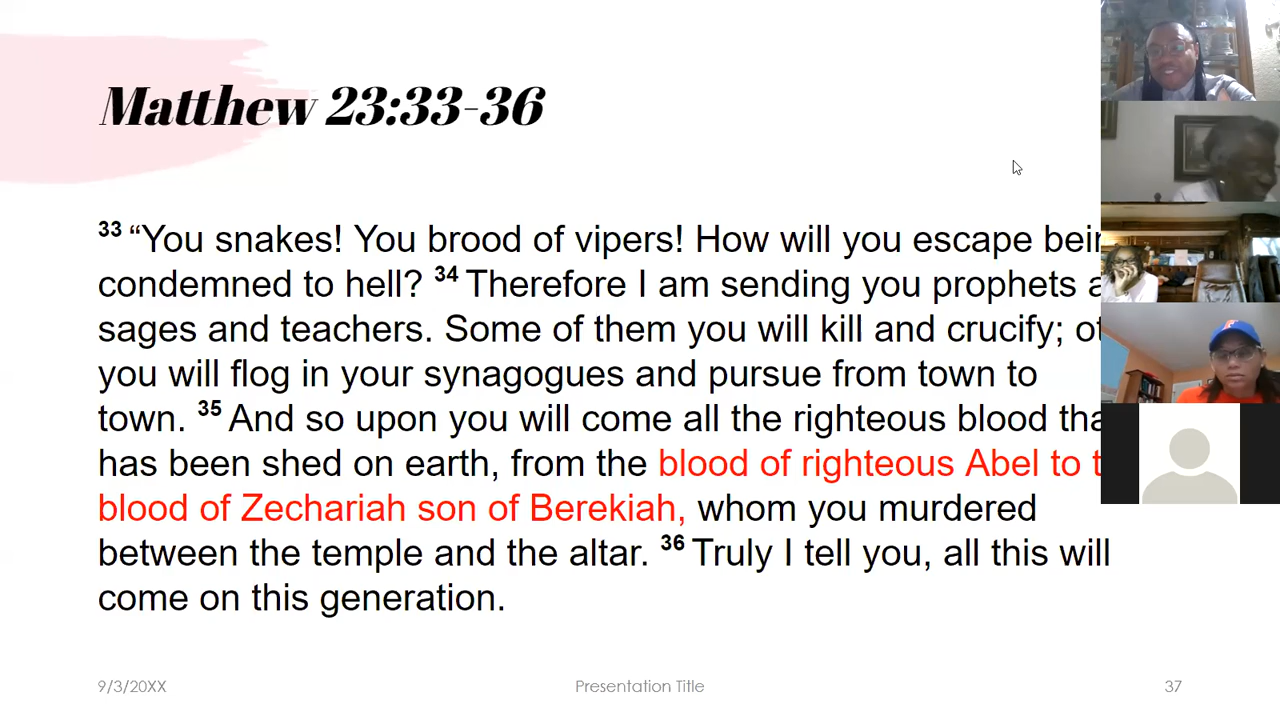 Matthew 23:33-36
33 “You snakes! You brood of vipers! How will you escape
condemned to hell? 34 Therefore I am sending you prophets
sages and teachers. Some of them you will kill and crucify;
you will flog in your synagogues and pursue from town to
town. 35 And so upon you will come all the righteous blood
has been shed on earth, from the blood of righteous Abel to
blood of Zechariah son of Berekiah, whom you murdered
between the temple and the altar. 36 Truly I tell you, all this will
come on this generation.
9/3/20XX
Presentation Title
37